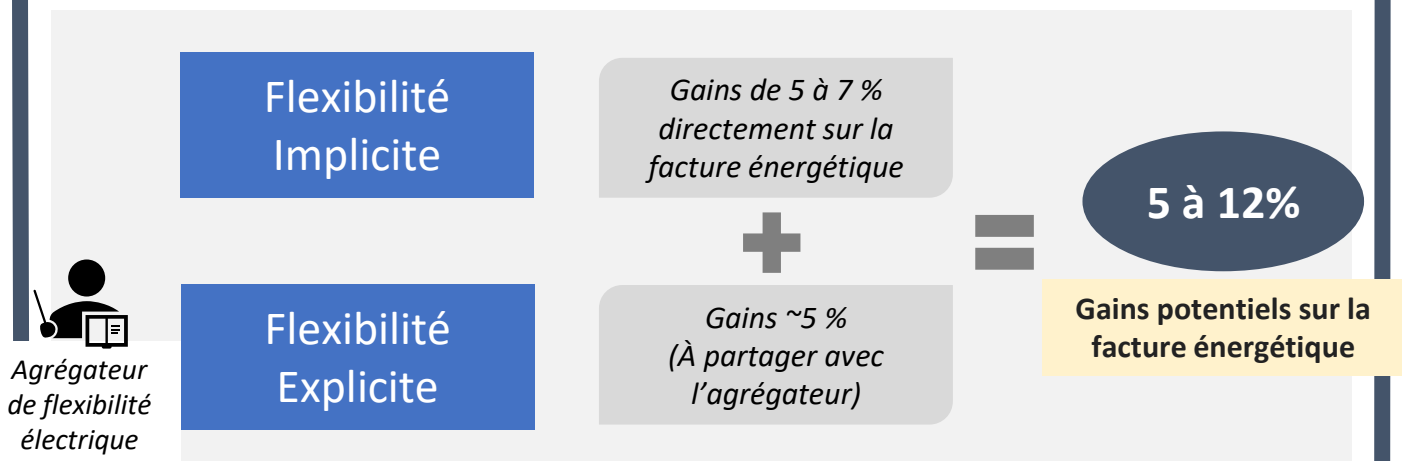 Flexibilité
Implicite
Gains de 5 à 7 %
directement sur la
facture énergétique
5 à 12%
Gains potentiels sur la
facture énergétique
Flexibilité
Explicite
Gains ~5 %
(À partager avec
l’agrégateur)
Agrégateur
de flexibilité
électrique